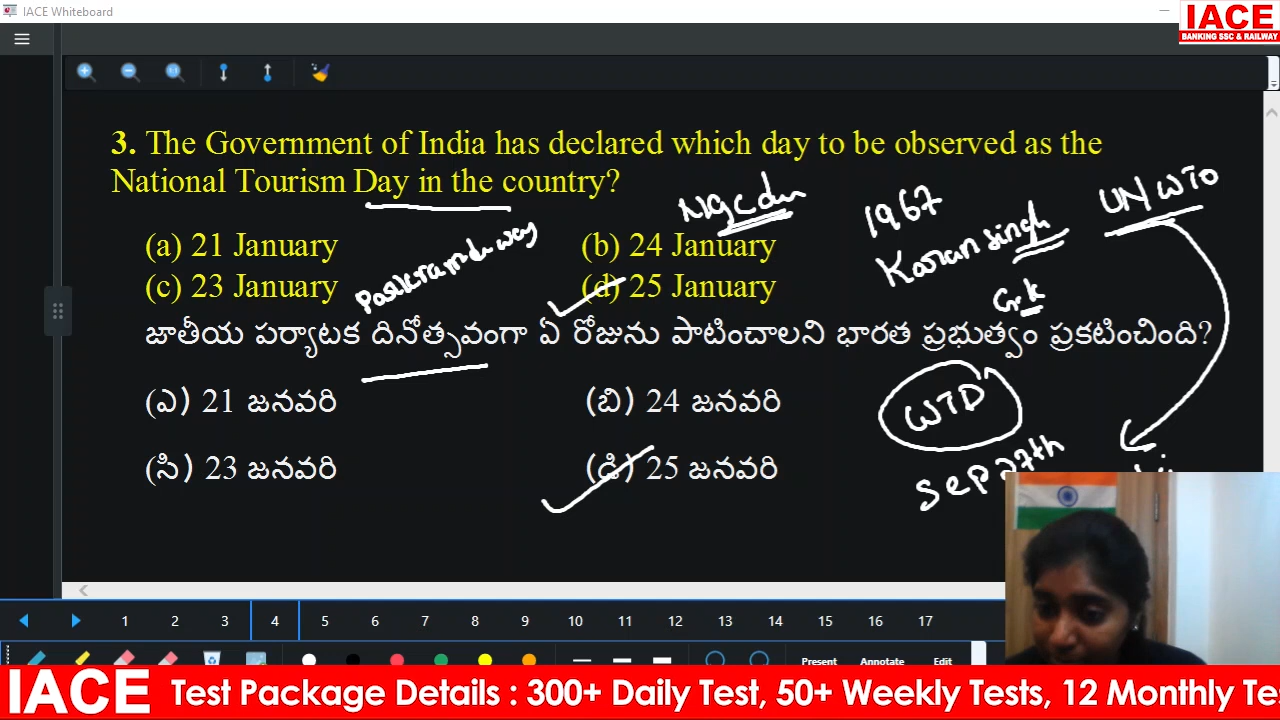 IACE Whiteboard
IACE
BANKING SSC & RAILWAY
3. The Government of India has declared which day to be observed as the
National Tourism Day in the country?
(a) 21 January
(b) 24 January
(c) 23 January
(d) 25 January
NGCday
1967
Karan singh
UNWTO
జాతీయ పర్యాటక దినోత్సవంగా ఏ రోజును పాటించాలని భారత ప్రభుత్వం ప్రకటించింది?
(ఎ) 21 జనవరి
(బి) 24 జనవరి
(సి) 23 జనవరి
(డి) 25 జనవరి
WTD
Sep 27th
1 2 3 4 5 6 7 8 9 10 11 12 13 14 15 16 17
Present Annotate Edit
IACE Test Package Details : 300+ Daily Test, 50+ Weekly Tests, 12 Monthly Te